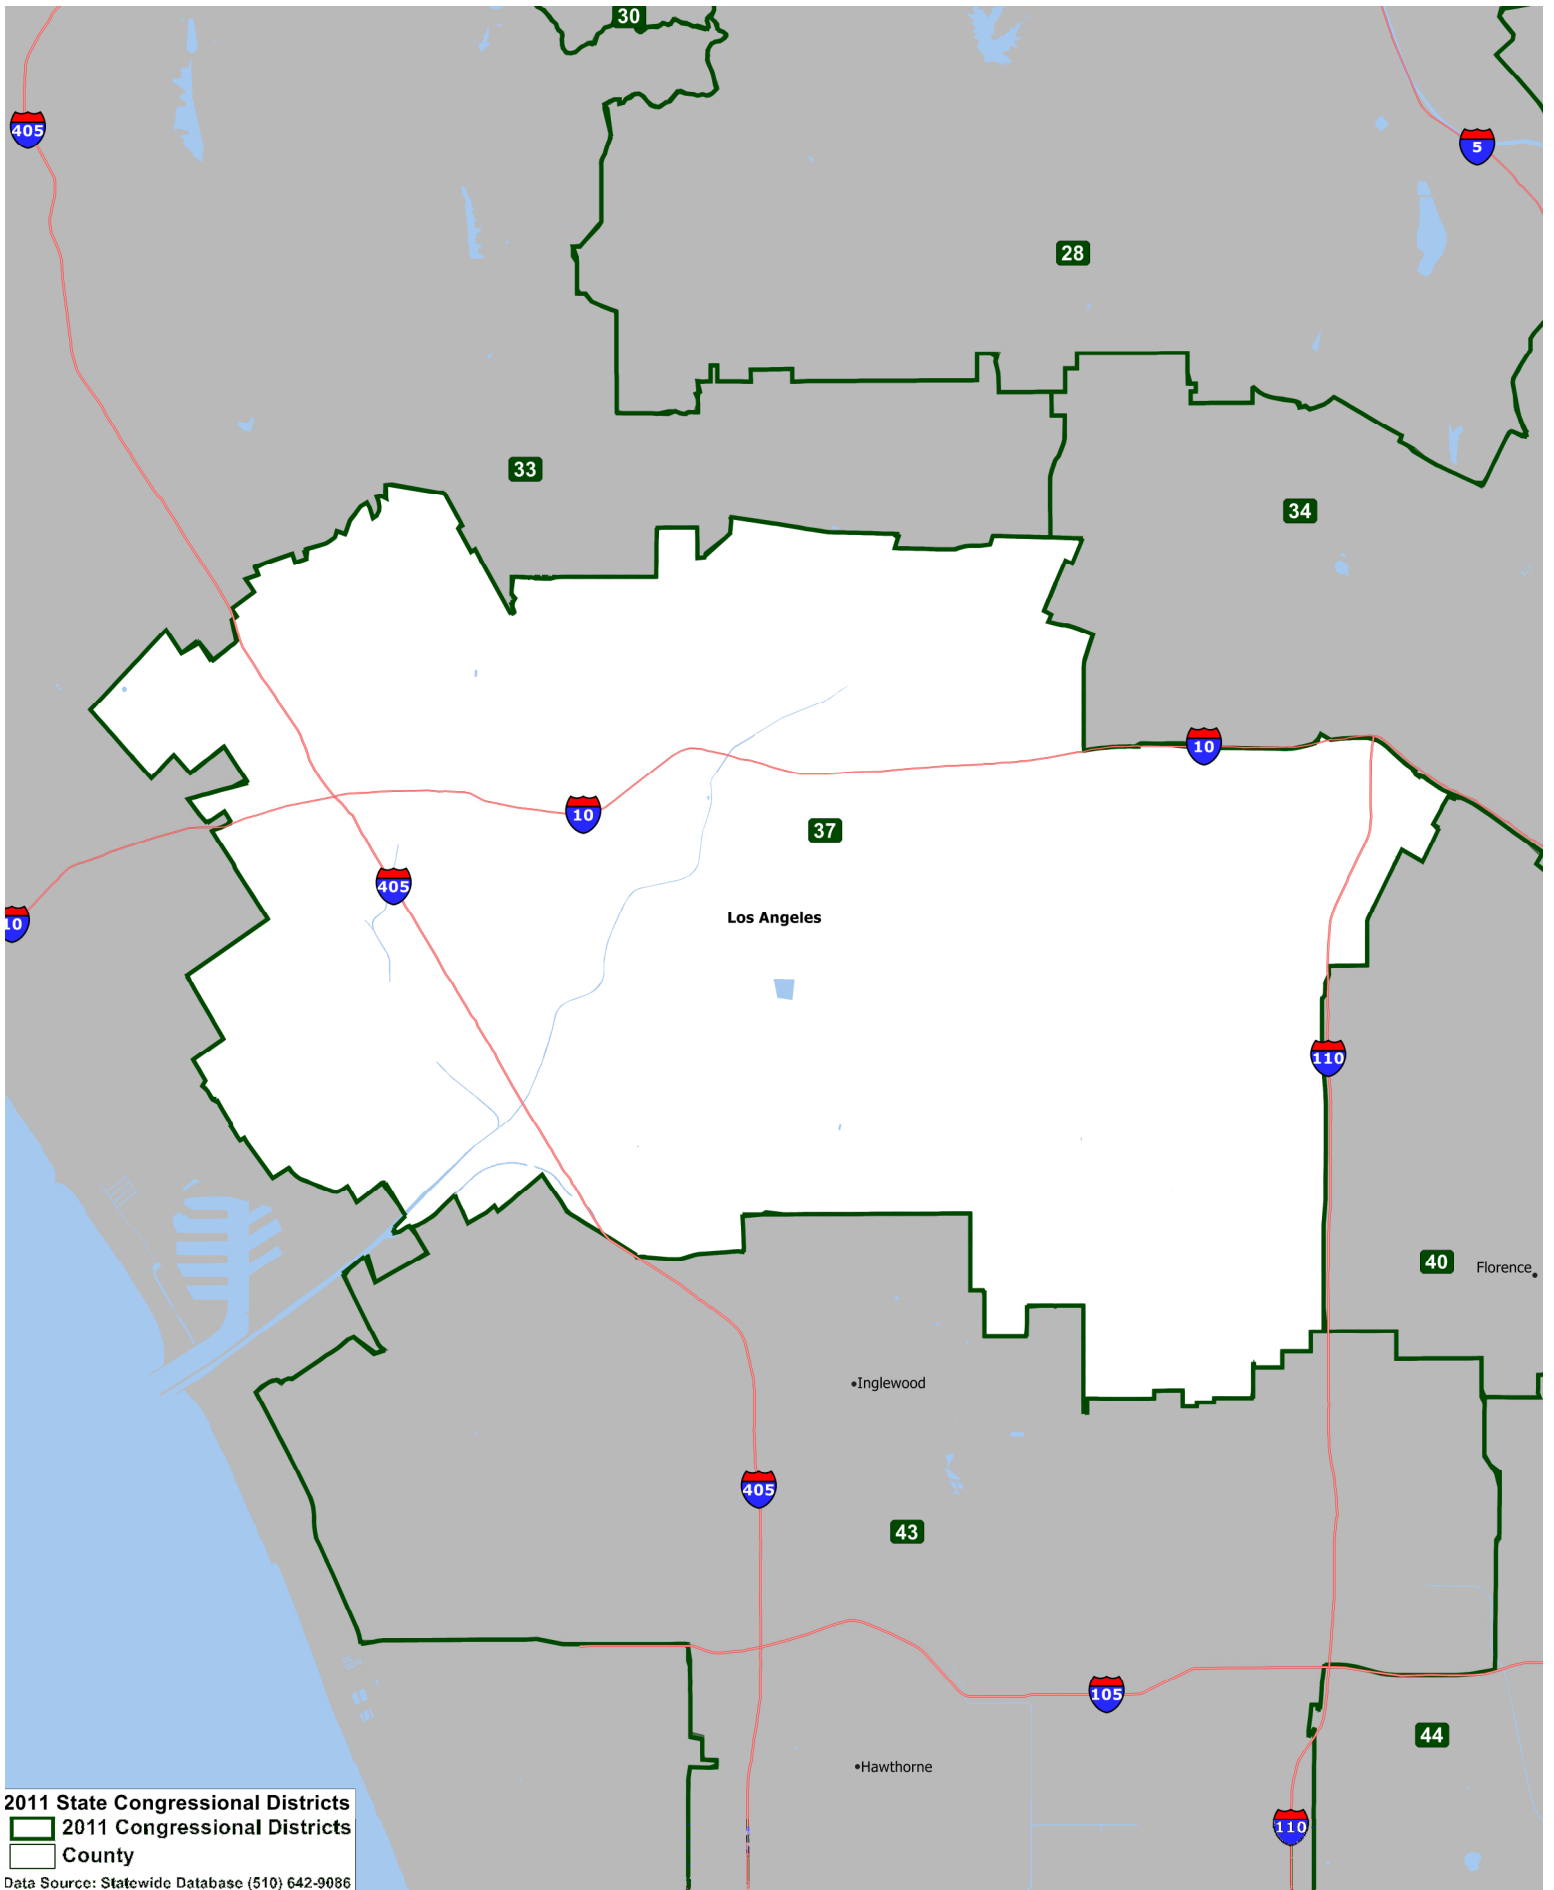 30
405
5
28
33
34
10
10
37
405
10
Los Angeles
110
40
Florence
Inglewood
405
43
105
44
Hawthorne
2011 State Congressional Districts
2011 Congressional Districts
110
County
Data Source: Statewide Database (510) 642-9086